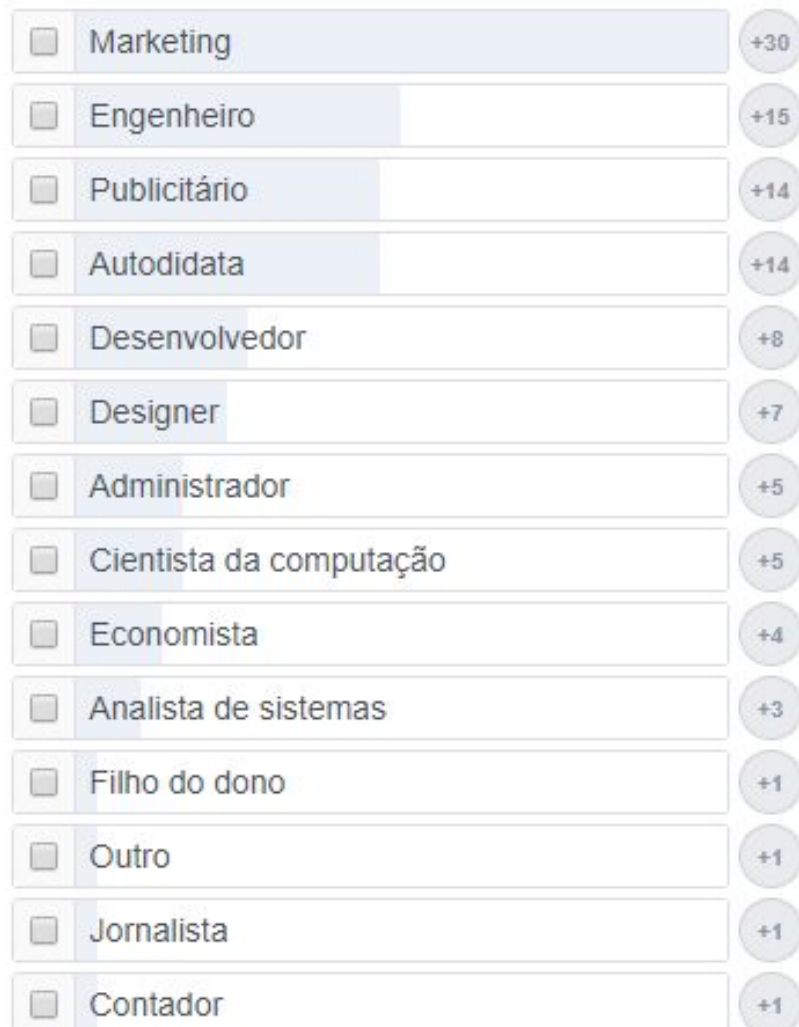 Marketing +30
Engenheiro +15
Publicitário +14
Autodidata +14
Desenvolvedor +8
Designer +7
Administrador +5
Cientista da computação +5
Economista +4
Analista de sistemas +3
Filho do dono +1
Outro +1
Jornalista +1
Contador +1